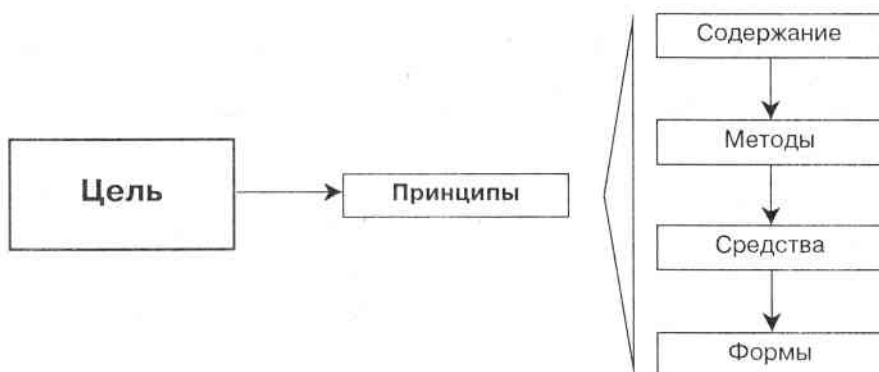 Цель
Принципы
Содержание
Методы
Средства
Формы